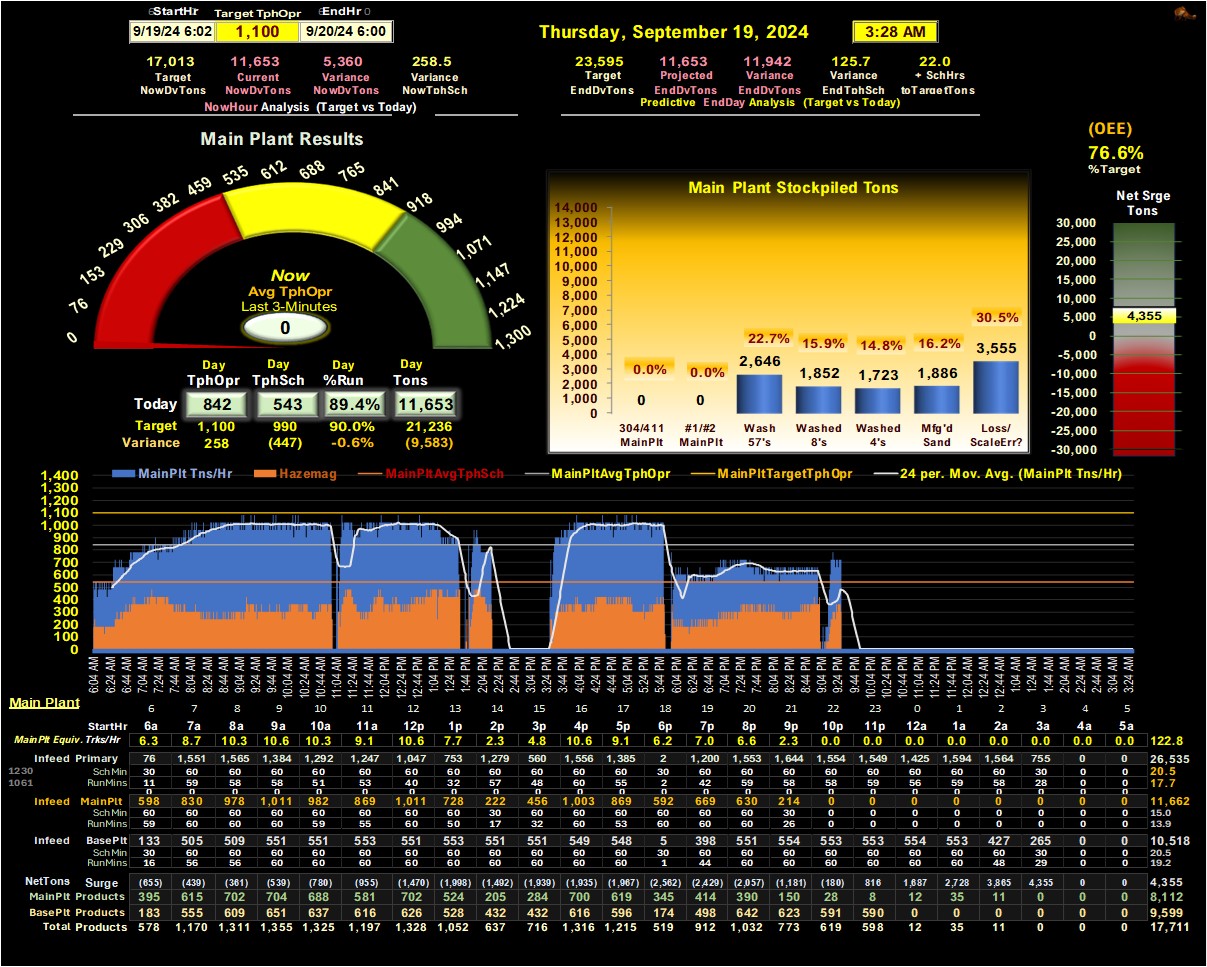 StartHr Target TphOpr EndHr
9/19/24 6:02 1,100 9/20/24 6:00
Thursday, September 19, 2024 3:28 AM
17,013 11,653 5,360 258.5
Target Current Variance Variance
NowDvTons NowDvTons NowDvTons NowTphSch
NowHour Analysis (Target vs Today)
23,595 11,653 11,942 125.7 22.0
Target Projected Variance Variance + SchHrs
EndDvTons EndDvTons EndDvTons EndTphSch toTargetTons
Predictive EndDay Analysis (Target vs Today)
(OEE)
76.6%
%Target
Main Plant Results
0 76 153 229 306 382 459 535 612 688 765 841 918 994 1,071 1,147 1,224 1,300
Now
Avg TphOpr
Last 3-Minutes
0
Day Day Day Day
TphOpr TphSch %Run Tons
Today 842 543 89.4% 11,653
Target 1,100 990 90.0% 21,236
Variance 258 (447) -0.6% (9,583)
Main Plant Stockpiled Tons
14,000
13,000
12,000
11,000
10,000
9,000
8,000
7,000
6,000
5,000
4,000
3,000
2,000
1,000
0
0.0% 0.0% 22.7% 15.9% 14.8% 16.2% 30.5%
0 0 2,646 1,852 1,723 1,886 3,555
304/411 #1/#2 Wash Washed Washed Mfg'd Loss/
MainPlt MainPlt 57's 8's 4's Sand ScaleErr?
Net Srge
Tons
30,000
25,000
20,000
15,000
10,000
5,000
0
-5,000
-10,000
-15,000
-20,000
-25,000
-30,000
4,355
MainPlt Tns/Hr Hazemag MainPltAvgTphSch MainPltAvgTphOpr MainPltTargetTphOpr 24 per. Mov. Avg. (MainPlt Tns/Hr)
1,400
1,300
1,200
1,100
1,000
900
800
700
600
500
400
300
200
100
0
6:04 AM 6:24 AM 6:44 AM 7:04 AM 7:24 AM 7:44 AM 8:04 AM 8:24 AM 8:44 AM 9:04 AM 9:24 AM 9:44 AM 10:04 AM 10:24 AM 10:44 AM 11:04 AM 11:24 AM 11:44 AM 12:04 PM 12:24 PM 12:44 PM 1:04 PM 1:24 PM 1:44 PM 2:04 PM 2:24 PM 2:44 PM 3:04 PM 3:24 PM 3:44 PM 4:04 PM 4:24 PM 4:44 PM 5:04 PM 5:24 PM 5:44 PM 6:04 PM 6:24 PM 6:44 PM 7:04 PM 7:24 PM 7:44 PM 8:04 PM 8:24 PM 8:44 PM 9:04 PM 9:24 PM 9:44 PM 10:04 PM 10:24 PM 10:44 PM 11:04 PM 11:24 PM 11:44 PM 12:04 AM 12:24 AM 12:44 AM 1:04 AM 1:24 AM 1:44 AM 2:04 AM 2:24 AM 2:44 AM 3:04 AM 3:24 AM
Main Plant
6 7 8 9 10 11 12 13 14 15 16 17 18 19 20 21 22 23 0 1 2 3 4 5
StartHr 6a 7a 8a 9a 10a 11a 12p 1p 2p 3p 4p 5p 6p 7p 8p 9p 10p 11p 12a 1a 2a 3a 4a 5a
MainPlt Equiv. Trks/Hr 6.3 8.7 10.3 10.6 10.3 9.1 10.6 7.7 2.3 4.8 10.6 9.1 6.2 7.0 6.6 2.3 0.0 0.0 0.0 0.0 0.0 0.0 0.0 0.0 122.8
Infeed Primary 76 1,551 1,565 1,384 1,292 1,247 1,047 753 1,279 560 1,556 1,385 2 1,200 1,553 1,644 1,554 1,549 1,425 1,594 1,564 755 0 0 26,535
1230 Sch Min 30 60 60 60 60 60 60 60 60 60 60 60 30 60 60 60 60 60 60 60 60 30 0 0 20.5
1061 RunMins 11 59 58 58 51 53 40 32 57 48 60 55 2 42 59 58 59 58 56 59 58 28 0 0 17.7
0 0 0 0 0 0 0 0 0 0 0 0 0 0 0 0 0 0 0 0 0 0 0 0
Infeed MainPlt 598 830 978 1,011 982 869 1,011 728 222 456 1,003 869 592 669 630 214 0 0 0 0 0 0 0 0 11,662
Sch Min 60 60 60 60 60 60 60 60 30 60 60 60 60 60 60 30 0 0 0 0 0 0 0 0 15.0
RunMins 59 60 60 60 59 55 60 50 17 32 60 53 60 60 60 26 0 0 0 0 0 0 0 0 13.9
Infeed BasePlt 133 505 509 551 551 553 551 551 551 551 549 548 5 398 551 554 553 553 554 553 427 265 0 0 10,518
Sch Min 30 60 60 60 60 60 60 60 60 60 60 60 30 60 60 60 60 60 60 60 60 30 0 0 20.5
RunMins 16 56 56 60 60 60 60 60 60 60 60 60 1 44 60 60 60 60 60 60 48 29 0 0 19.2
NetTons Surge (655) (439) (361) (539) (780) (955) (1,470) (1,998) (1,492) (1,939) (1,935) (1,967) (2,562) (2,429) (2,057) (1,181) (180) 816 1,687 2,728 3,865 4,355 0 0 4,355
MainPlt Products 395 615 702 704 688 581 702 524 205 284 700 619 345 414 390 150 28 8 12 35 11 0 0 0 8,112
BasePlt Products 183 555 609 651 637 616 626 528 432 432 616 596 174 498 642 623 591 590 0 0 0 0 0 0 9,599
Total Products 578 1,170 1,311 1,355 1,325 1,197 1,328 1,052 637 716 1,316 1,215 519 912 1,032 773 619 598 12 35 11 0 0 0 17,711